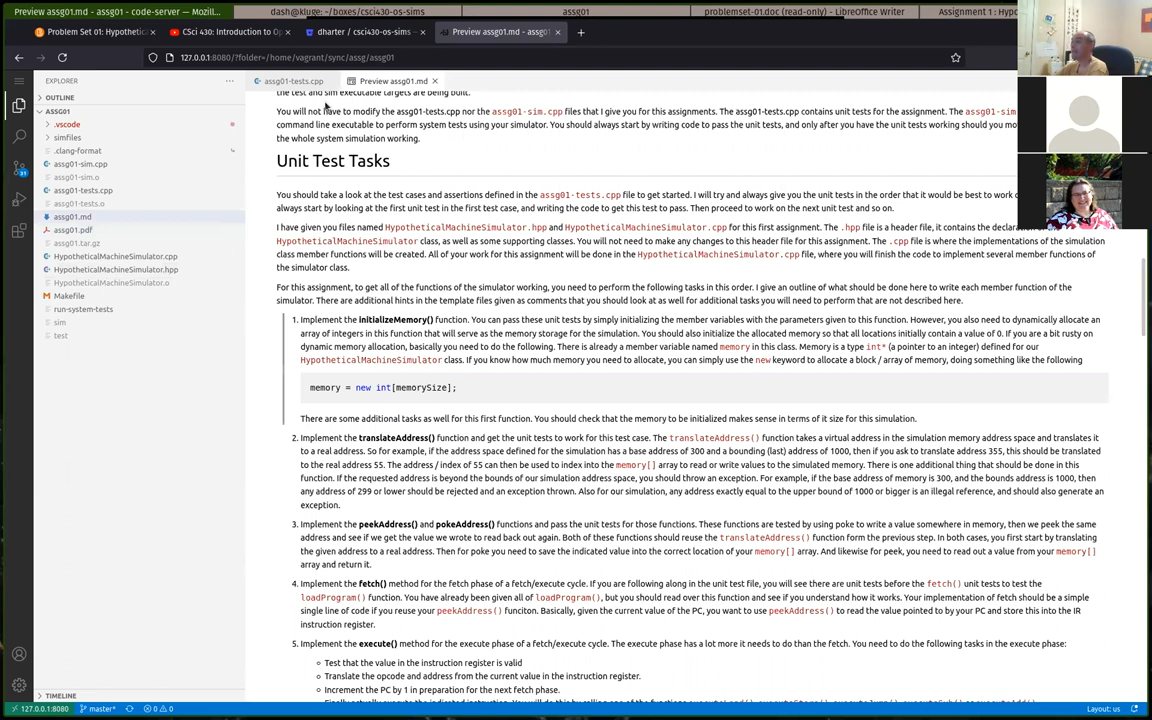 Preview assg01.md - assg01 - code-server — Mozill...
dash@kluge: ~/boxes/csci430-os-sims
assg01
problemset-01.doc (read-only) - LibreOffice Writer
Assignment 1 : Hypo
Problem Set 01: Hypotheti
CSci 430: Introduction to Op
dharter / csci430-os-sims —
Preview assg01.md - assg01
127.0.0.1:8080/?folder=/home/vagrant/sync/assg/assg01
EXPLORER
assg01-tests.cpp
Preview assg01.md
OUTLINE
ASSG01
.vscode
simfiles
.clang-format
assg01-sim.cpp
assg01-sim.o
assg01-tests.cpp
assg01-tests.o
assg01.md
assg01.pdf
assg01.tar.gz
HypotheticalMachineSimulator.cpp
HypotheticalMachineSimulator.hpp
HypotheticalMachineSimulator.o
Makefile
run-system-tests
sim
test
TIMELINE
the test and sim executable targets are being built.
You will not have to modify the assg01-tests.cpp nor the assg01-sim.cpp files that I give you for this assignments. The assg01-tests.cpp contains unit tests for the assignment. The assg01-sim
command line executable to perform system tests using your simulator. You should always start by writing code to pass the unit tests, and only after you have the unit tests working should you mov
the whole system simulation working.
Unit Test Tasks
You should take a look at the test cases and assertions defined in the assg01-tests.cpp file to get started. I will try and always give you the unit tests in the order that it would be best to work o
always start by looking at the first unit test in the first test case, and writing the code to get this test to pass. Then proceed to work on the next unit test and so on.
I have given you files named HypotheticalMachineSimulator.hpp and HypotheticalMachineSimulator.cpp for this first assignment. The .hpp file is a header file, it contains the declara
HypotheticalMachineSimulator class, as well as some supporting classes. You will not need to make any changes to this header file for this assignment. The .cpp file is where the implementations of the simulation
class member functions will be created. All of your work for this assignment will be done in the HypotheticalMachineSimulator.cpp file, where you will finish the code to implement several member functions of
the simulator class.
For this assignment, to get all of the functions of the simulator working, you need to perform the following tasks in this order. I give an outline of what should be done here to write each member function of the
simulator. There are additional hints in the template files given as comments that you should look at as well for additional tasks you will need to perform that are not described here.
1. Implement the initializeMemory() function. You can pass these unit tests by simply initializing the member variables with the parameters given to this function. However, you also need to dynamically allocate an
array of integers in this function that will serve as the memory storage for the simulation. You should also initialize the allocated memory so that all locations initially contain a value of 0. If you are a bit rusty on
dynamic memory allocation, basically you need to do the following. There is already a member variable named memory in this class. Memory is a type int* (a pointer to an integer) defined for our
HypotheticalMachineSimulator class. If you know how much memory you need to allocate, you can simply use the new keyword to allocate a block / array of memory, doing something like the following
memory = new int[memorySize];
There are some additional tasks as well for this first function. You should check that the memory to be initialized makes sense in terms of it size for this simulation.
2. Implement the translateAddress() function and get the unit tests to work for this test case. The translateAddress() function takes a virtual address in the simulation memory address space and translates it
to a real address. So for example, if the address space defined for the simulation has a base address of 300 and a bounding (last) address of 1000, then if you ask to translate address 355, this should be translated
to the real address 55. The address / index of 55 can then be used to index into the memory[] array to read or write values to the simulated memory. There is one additional thing that should be done in this
function. If the requested address is beyond the bounds of our simulation address space, you should throw an exception. For example, if the base address of memory is 300, and the bounds address is 1000, then
any address of 299 or lower should be rejected and an exception thrown. Also for our simulation, any address exactly equal to the upper bound of 1000 or bigger is an illegal reference, and should also generate an
exception.
3. Implement the peekAddress() and pokeAddress() functions and pass the unit tests for those functions. These functions are tested by using poke to write a value somewhere in memory, then we peek the same
address and see if we get the value we wrote to read back out again. Both of these functions should reuse the translateAddress() function form the previous step. In both cases, you first start by translating
the given address to a real address. Then for poke you need to save the indicated value into the correct location of your memory[] array. And likewise for peek, you need to read out a value from your memory[]
array and return it.
4. Implement the fetch() method for the fetch phase of a fetch/execute cycle. If you are following along in the unit test file, you will see there are unit tests before the fetch() unit tests to test the
loadProgram() function. You have already been given all of loadProgram(), but you should read over this function and see if you understand how it works. Your implementation of fetch should be a simple
single line of code if you reuse your peekAddress() funciton. Basically, given the current value of the PC, you want to use peekAddress() to read the value pointed to by your PC and store this into the IR
instruction register.
5. Implement the execute() method for the execute phase of a fetch/execute cycle. The execute phase has a lot more it needs to do than the fetch. You need to do the following tasks in the execute phase:
Test that the value in the instruction register is valid
Translate the opcode and address from the current value in the instruction register.
Increment the PC by 1 in preparation for the next fetch phase.
31
127.0.0.1:8080
master*
0 0
Layout: us